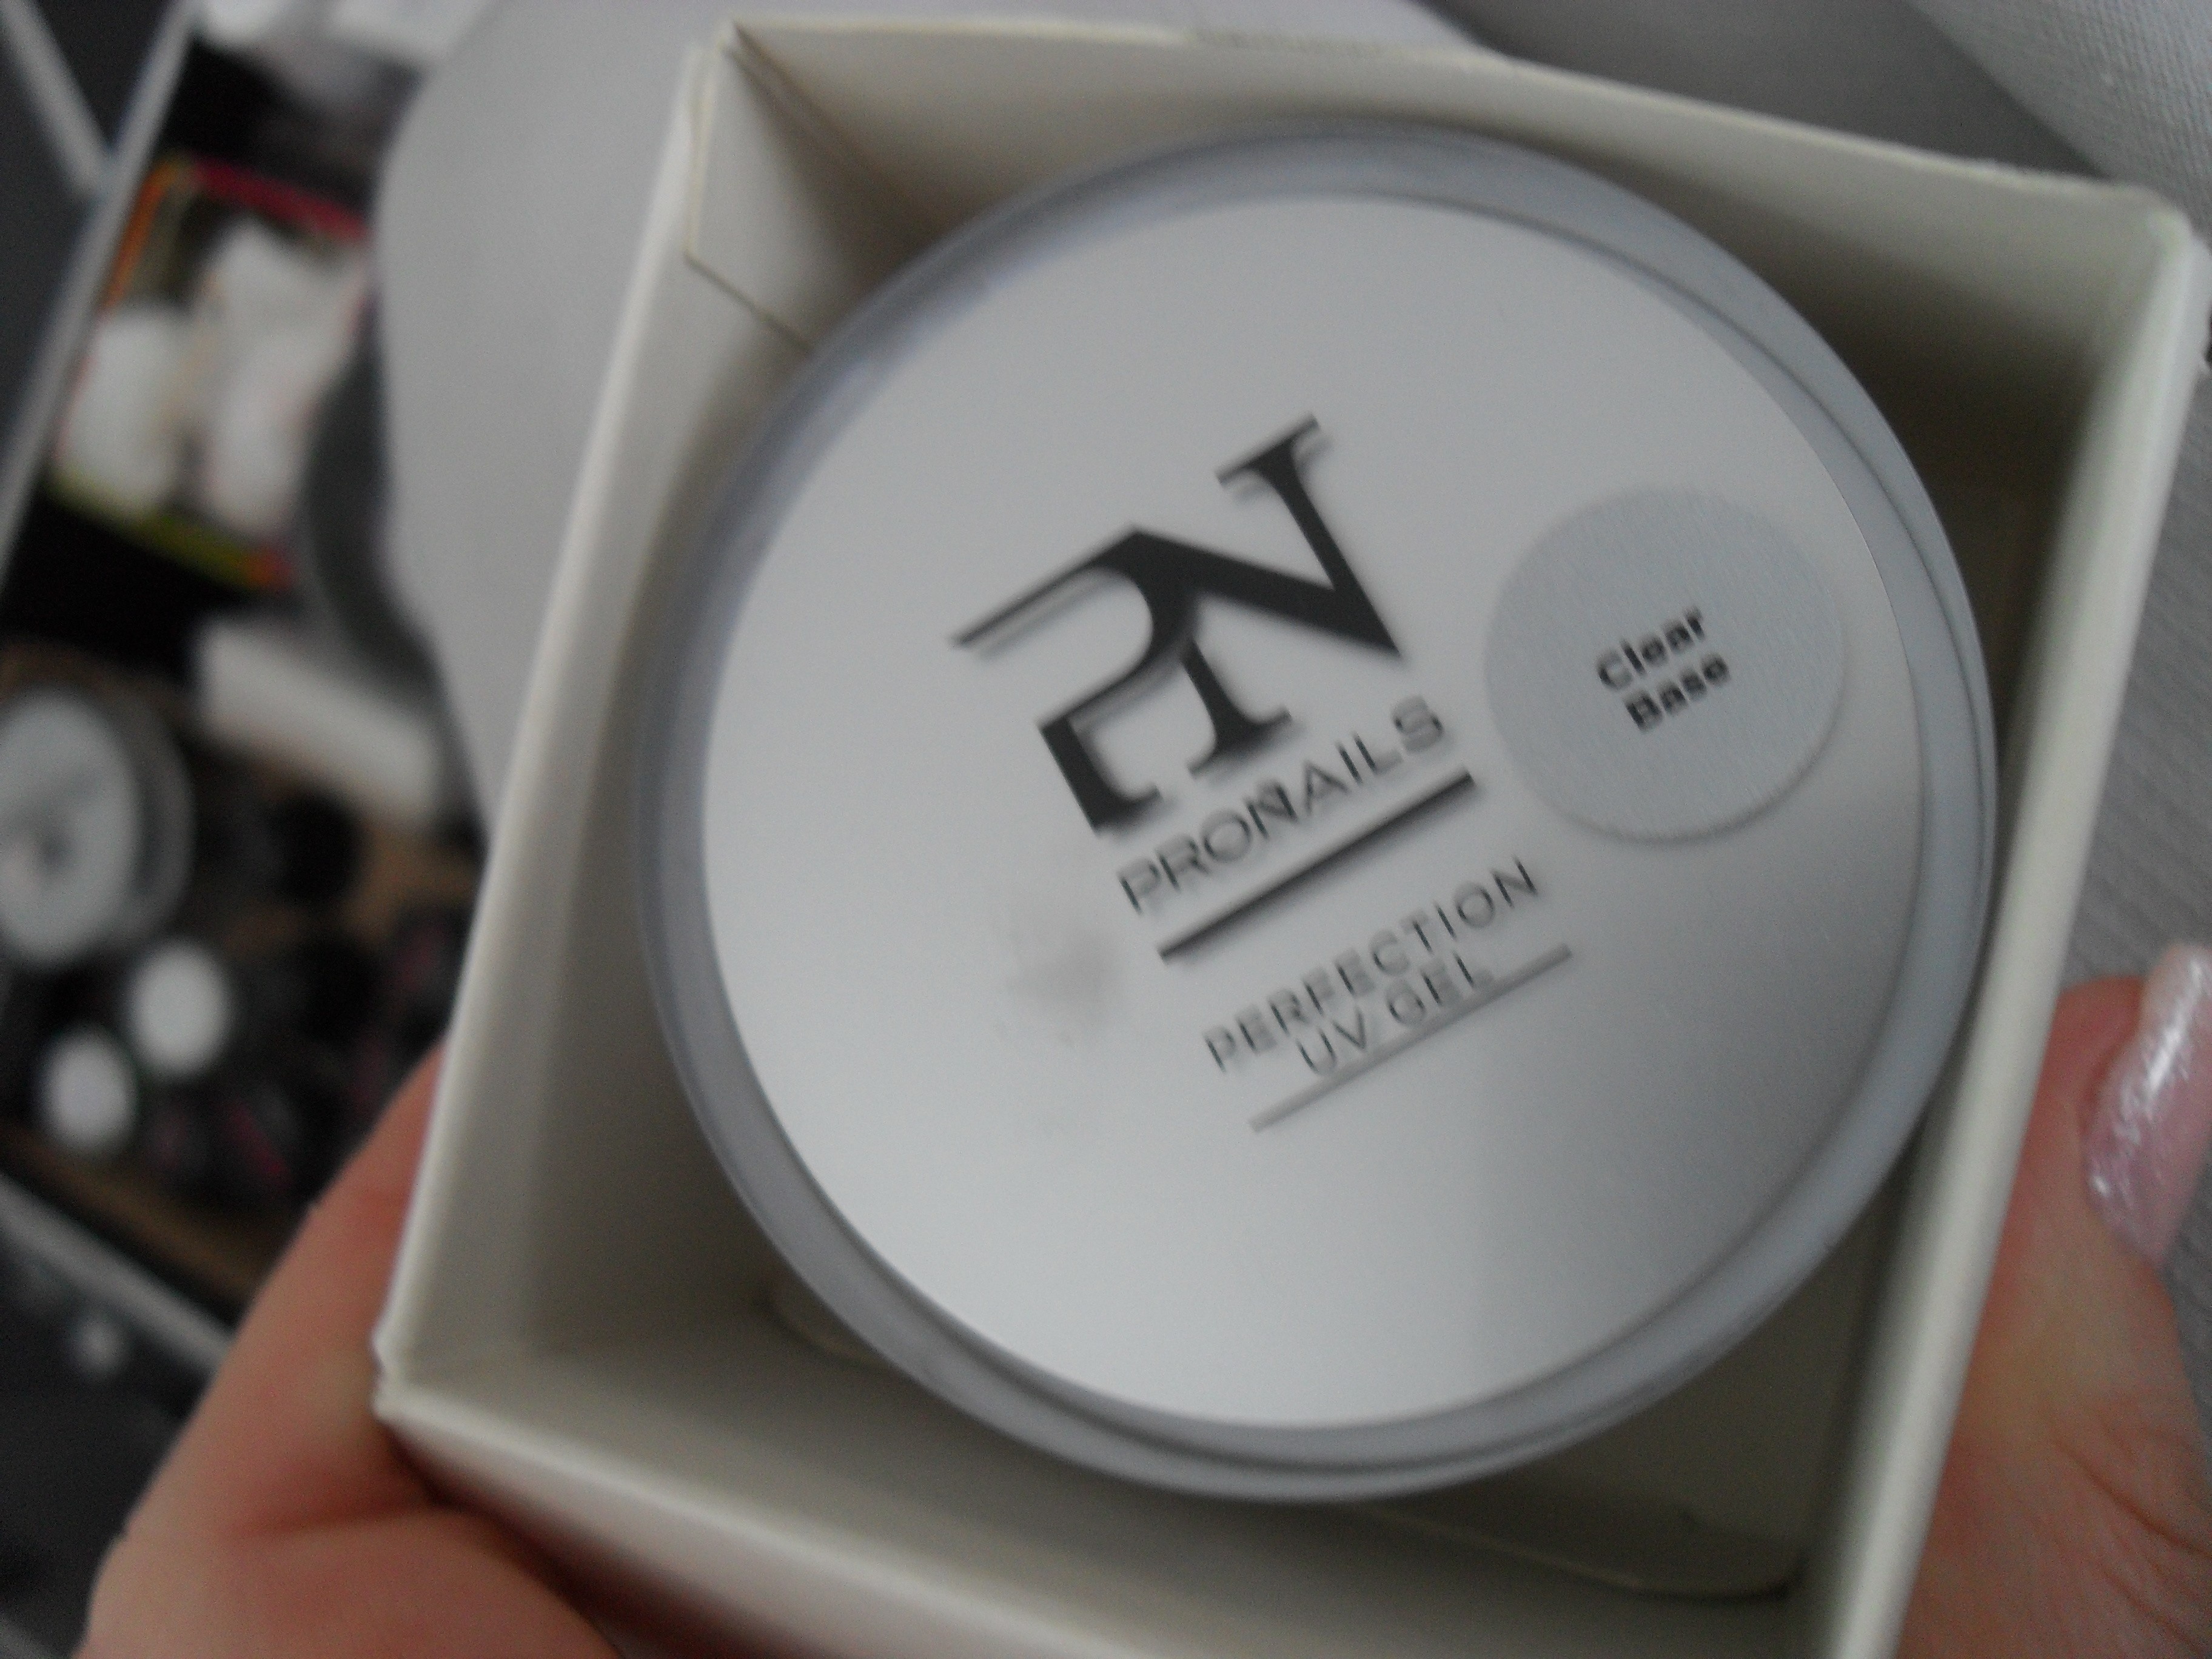 PN
PRONAILS
PERFECTION
UV GEL
Clear
Base